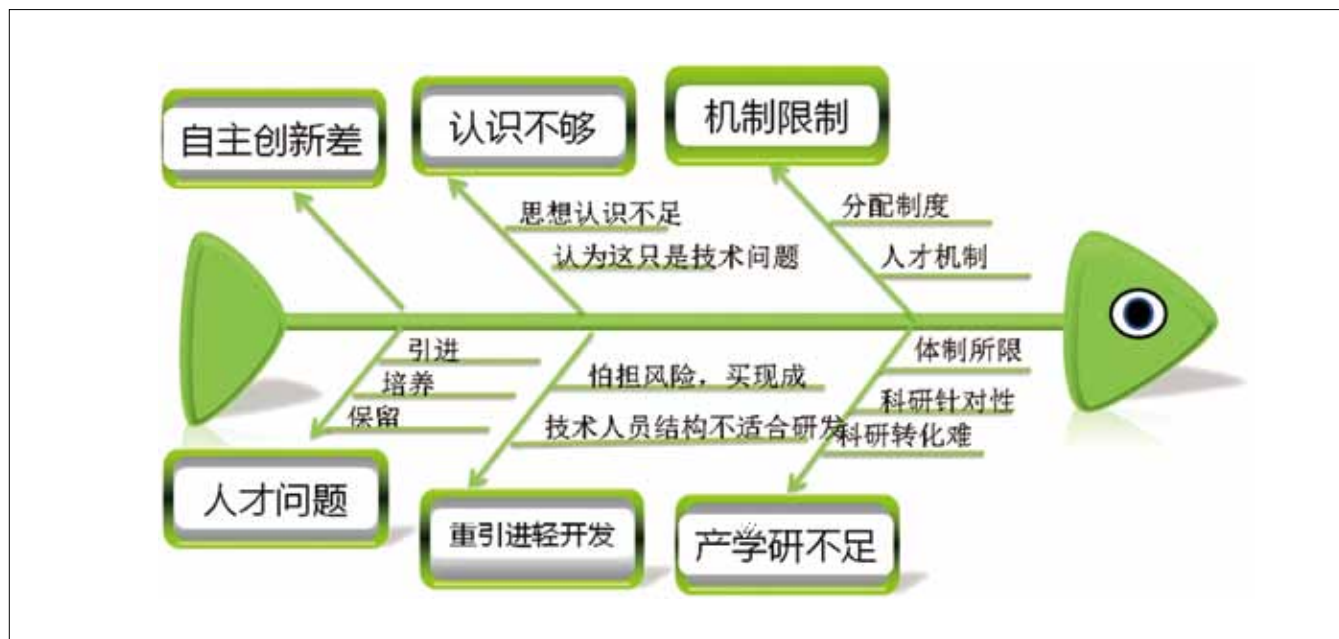 自主创新差
认识不够
机制限制
思想认识不足
认为这只是技术问题
分配制度
人才机制
引进
培养
保留
怕担风险，买现成
技术人员结构不适合研发
体制所限
科研针对性
科研转化难
人才问题
重引进轻开发
产学研不足